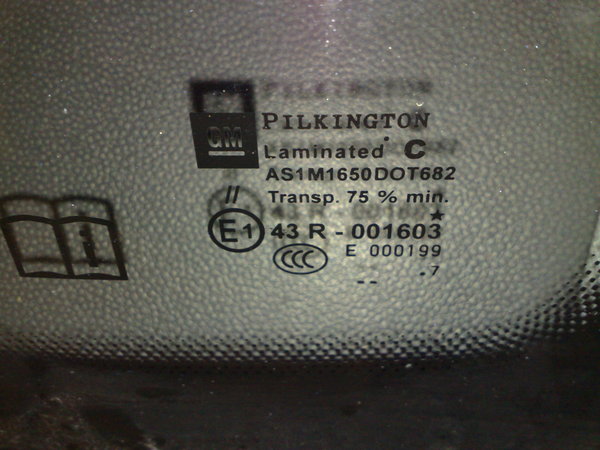 GM
PILKINGTON
Laminated C
AS1M1650DOT682
//
Transp. 75 % min.
E1 43 R - 001603
CCC E 000199
-- .7
i